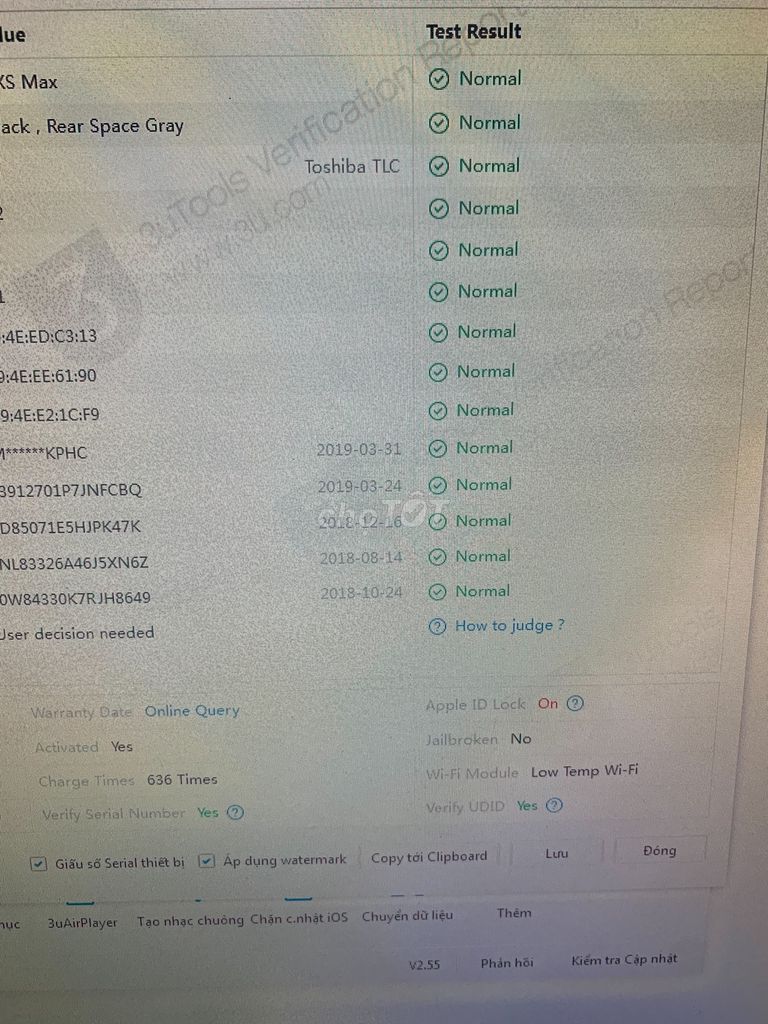 lue Test Result
XS Max Normal
ack , Rear Space Gray Normal
Toshiba TLC Normal
2 Normal
Normal
1 Normal
:4E:ED:C3:13 Normal
9:4E:EE:61:90 Normal
9:4E:E2:1C:F9 Normal
M******KPHC 2019-03-31 Normal
3912701P7JNFCBQ 2019-03-24 Normal
D85071E5HJPK47K 2018-12-16 Normal
NL83326A46J5XN6Z 2018-08-14 Normal
0W84330K7RJH8649 2018-10-24 Normal
User decision needed How to judge ?
Warranty Date Online Query Apple ID Lock On
Activated Yes Jailbroken No
Charge Times 636 Times Wi-Fi Module Low Temp Wi-Fi
Verify Serial Number Yes Verify UDID Yes
Giấu số Serial thiết bị Áp dụng watermark Copy tới Clipboard Lưu Đóng
mục 3uAirPlayer Tạo nhạc chuông Chặn c.nhật iOS Chuyển dữ liệu Thêm
V2.55 Phản hồi Kiểm tra Cập nhật
3uTools Verification Report
www.3u.com
rification Report
chợTỐT